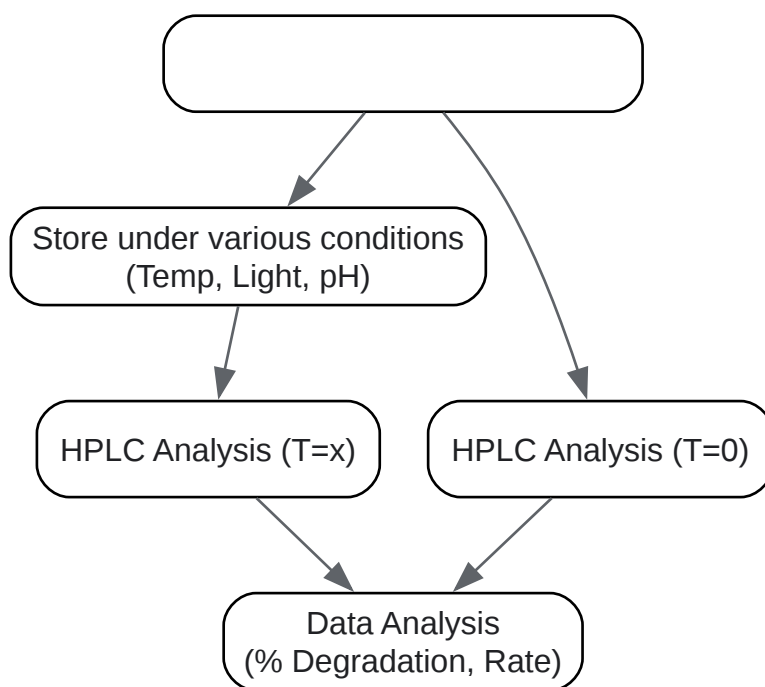 Store under various conditions
(Temp, Light, pH)
HPLC Analysis (T=x)
HPLC Analysis (T=0)
Data Analysis
(% Degradation, Rate)